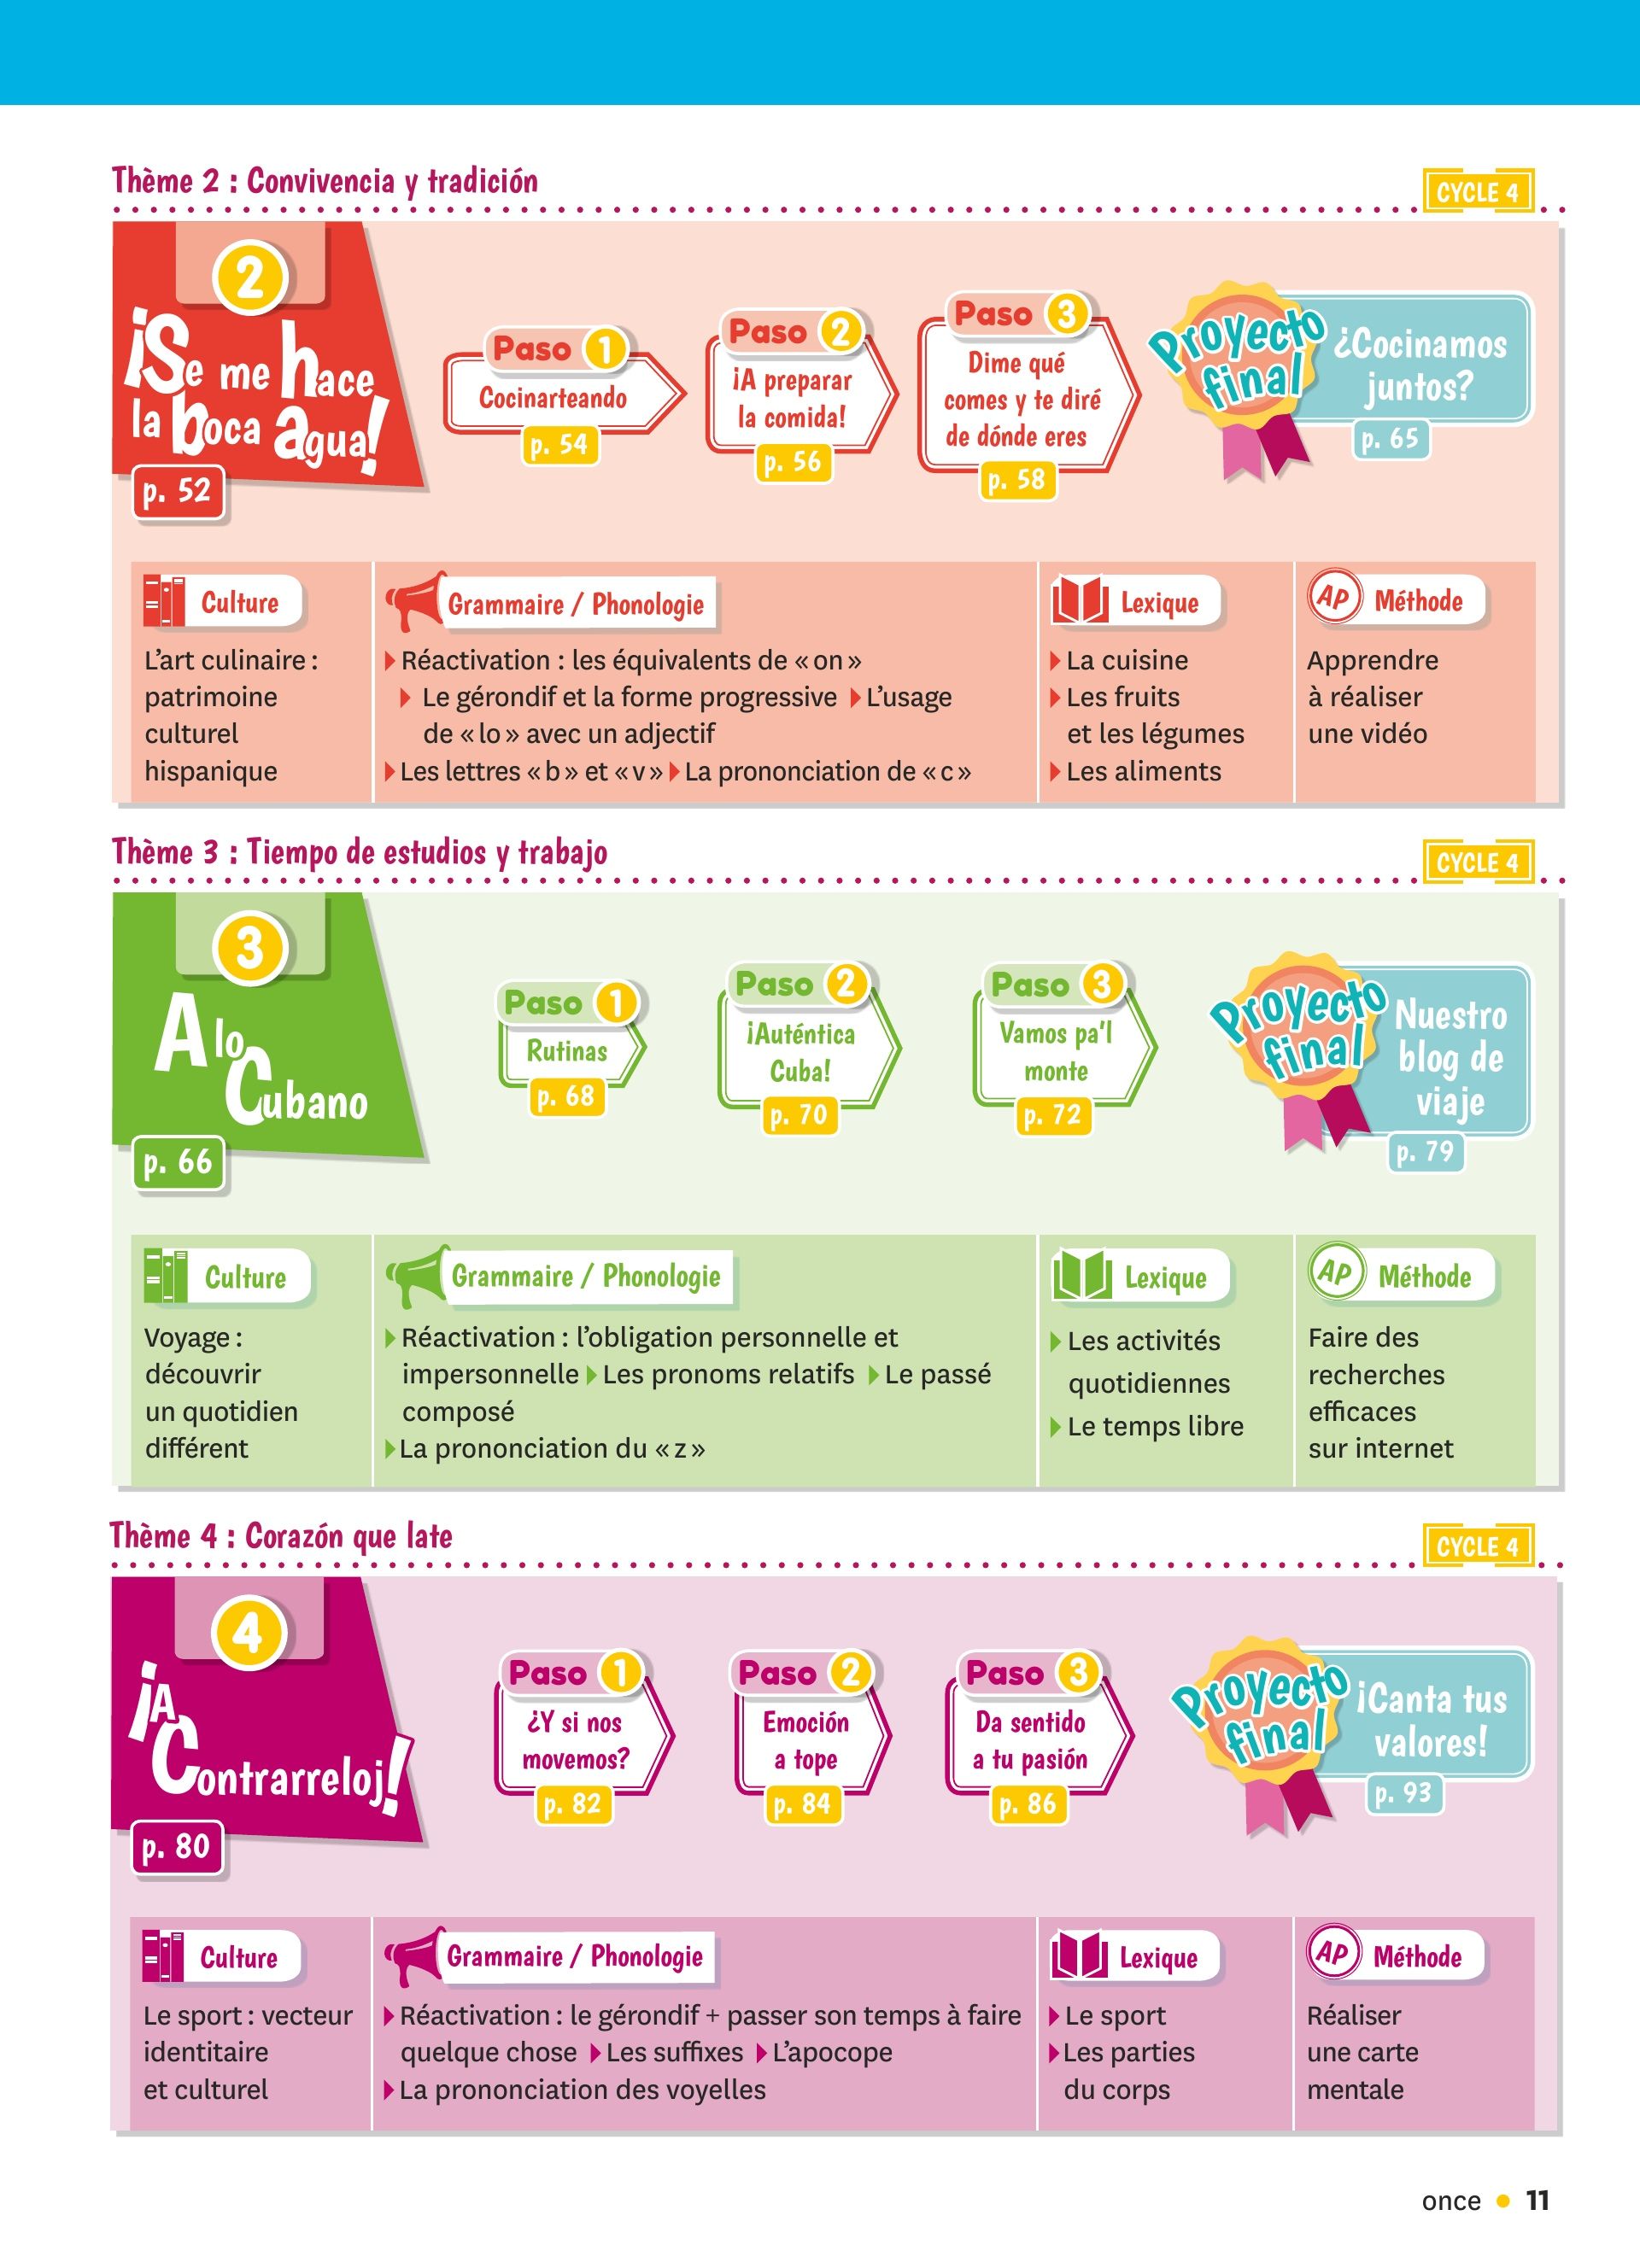 Thème 2 : Convivencia y tradición
CYCLE 4
2
¡Se me hace
la boca agua!
p. 52
Paso 1
Cocinarteando
p. 54
Paso 2
¡A preparar
la comida!
p. 56
Paso 3
Dime qué
comes y te diré
de dónde eres
p. 58
Proyecto
final
¿Cocinamos
juntos?
p. 65
Culture
L'art culinaire :
patrimoine
culturel
hispanique
Grammaire / Phonologie
Réactivation : les équivalents de « on »
Le gérondif et la forme progressive L'usage
de « lo » avec un adjectif
Les lettres « b » et « v » La prononciation de « c »
Lexique
La cuisine
Les fruits
et les légumes
Les aliments
AP Méthode
Apprendre
à réaliser
une vidéo
Thème 3 : Tiempo de estudios y trabajo
CYCLE 4
3
A lo
Cubano
p. 66
Paso 1
Rutinas
p. 68
Paso 2
¡Auténtica
Cuba!
p. 70
Paso 3
Vamos pa'l
monte
p. 72
Proyecto
final
Nuestro
blog de
viaje
p. 79
Culture
Voyage :
découvrir
un quotidien
différent
Grammaire / Phonologie
Réactivation : l'obligation personnelle et
impersonnelle Les pronoms relatifs Le passé
composé
La prononciation du « z »
Lexique
Les activités
quotidiennes
Le temps libre
AP Méthode
Faire des
recherches
efficaces
sur internet
Thème 4 : Corazón que late
CYCLE 4
4
¡A
Contrarreloj!
p. 80
Paso 1
¿Y si nos
movemos?
p. 82
Paso 2
Emoción
a tope
p. 84
Paso 3
Da sentido
a tu pasión
p. 86
Proyecto
final
¡Canta tus
valores!
p. 93
Culture
Le sport : vecteur
identitaire
et culturel
Grammaire / Phonologie
Réactivation : le gérondif + passer son temps à faire
quelque chose Les suffixes L'apocope
La prononciation des voyelles
Lexique
Le sport
Les parties
du corps
AP Méthode
Réaliser
une carte
mentale
once • 11